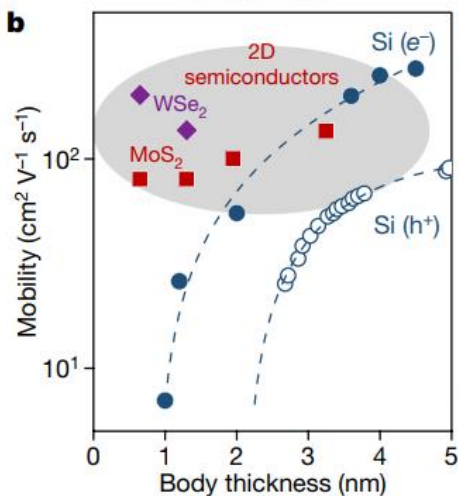 b
Si (e⁻)
2D
semiconductors
WSe₂
MoS₂
Si (h⁺)
10²
10¹
Mobility (cm² V⁻¹ s⁻¹)
0 1 2 3 4 5
Body thickness (nm)